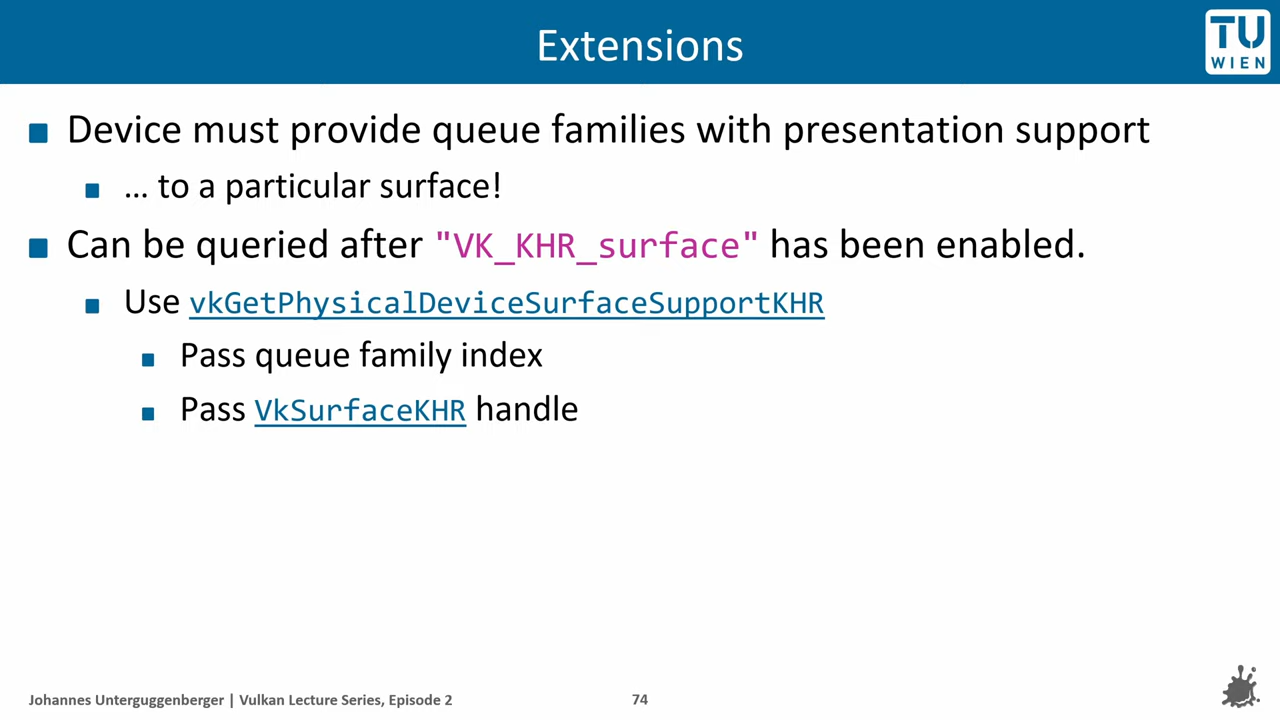 Extensions
TU
WIEN
Device must provide queue families with presentation support
… to a particular surface!
Can be queried after "VK_KHR_surface" has been enabled.
Use vkGetPhysicalDeviceSurfaceSupportKHR
Pass queue family index
Pass VkSurfaceKHR handle
Johannes Unterguggenberger | Vulkan Lecture Series, Episode 2
74